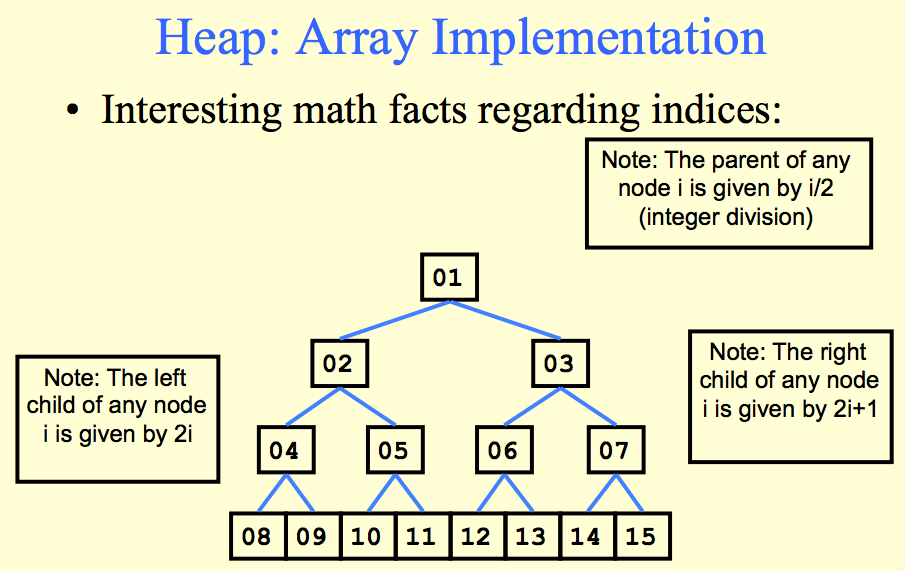 Heap: Array Implementation
• Interesting math facts regarding indices:
Note: The parent of any
node i is given by i/2
(integer division)
01
02 03
Note: The left
child of any node
i is given by 2i
Note: The right
child of any node
i is given by 2i+1
04 05 06 07
08 09 10 11 12 13 14 15